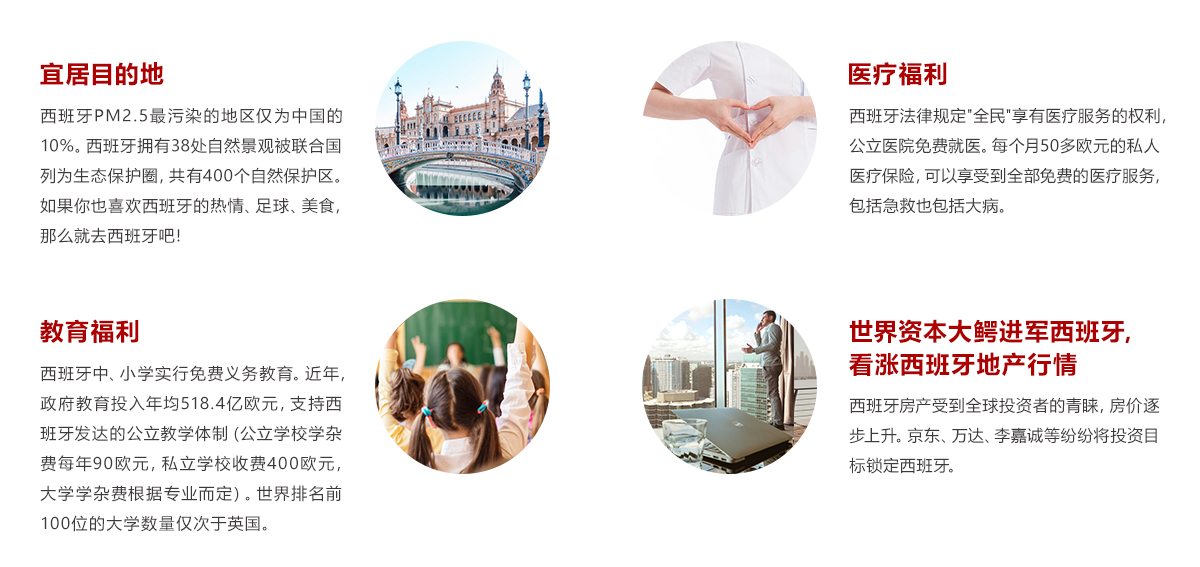 宜居目的地
西班牙PM2.5最污染的地区仅为中国的
10%。西班牙拥有38处自然景观被联合国
列为生态保护圈, 共有400个自然保护区。
如果你也喜欢西班牙的热情、足球、美食,
那么就去西班牙吧!
医疗福利
西班牙法律规定"全民"享有医疗服务的权利,
公立医院免费就医。每个月50多欧元的私人
医疗保险, 可以享受到全部免费的医疗服务,
包括急救也包括大病。
教育福利
西班牙中、小学实行免费义务教育。近年,
政府教育投入年均518.4亿欧元, 支持西
班牙发达的公立教学体制 (公立学校学杂
费每年90欧元, 私立学校收费400欧元,
大学学杂费根据专业而定) 。世界排名前
100位的大学数量仅次于英国。
世界资本大鳄进军西班牙,
看涨西班牙地产行情
西班牙房产受到全球投资者的青睐, 房价逐
步上升。京东、万达、李嘉诚等纷纷将投资目
标锁定西班牙。